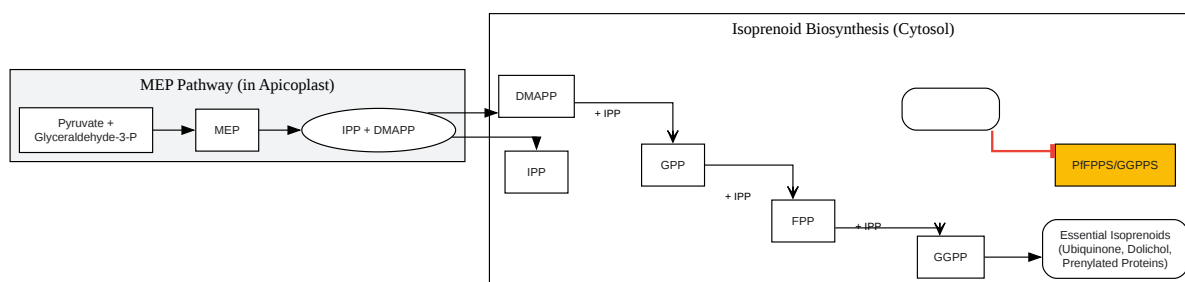 Isoprenoid Biosynthesis (Cytosol)
MEP Pathway (in Apicoplast)
Pyruvate +
Glyceraldehyde-3-P
MEP
IPP + DMAPP
DMAPP
IPP
+ IPP
GPP
+ IPP
FPP
+ IPP
GGPP
PfFPPS/GGPPS
Essential Isoprenoids
(Ubiquinone, Dolichol,
Prenylated Proteins)